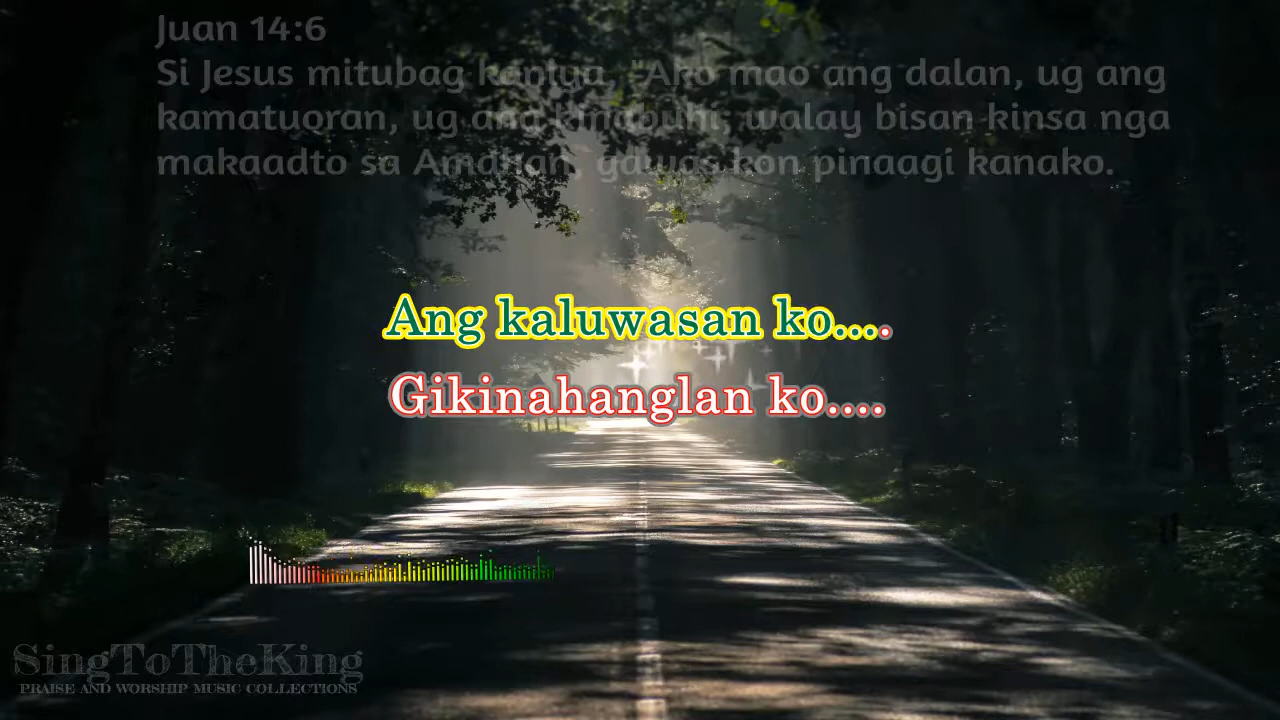 Juan 14:6
Si Jesus mitubag kaniya, "Ako mao ang dalan, ug ang
kamatuoran, ug ang kinabuhi; walay bisan kinsa nga
makaadto sa Amahan, gawas kon pinaagi kanako.
Ang kaluwasan ko....
Gikinahanglan ko....
SingToTheKing
PRAISE AND WORSHIP MUSIC COLLECTIONS